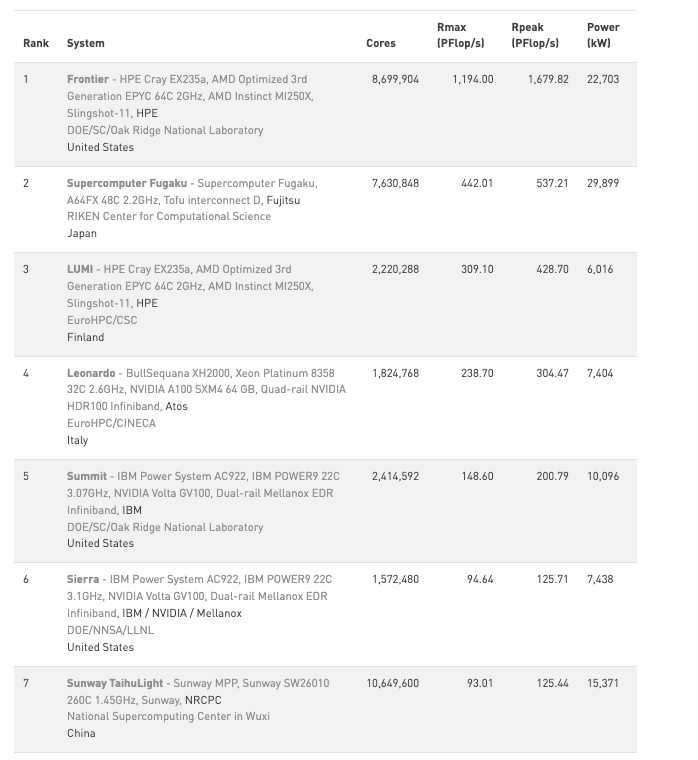 Rank System Cores Rmax (PFlop/s) Rpeak (PFlop/s) Power (kW)
1 Frontier - HPE Cray EX235a, AMD Optimized 3rd 8,699,904 1,194.00 1,679.82 22,703
Generation EPYC 64C 2GHz, AMD Instinct MI250X,
Slingshot-11, HPE
DOE/SC/Oak Ridge National Laboratory
United States
2 Supercomputer Fugaku - Supercomputer Fugaku, 7,630,848 442.01 537.21 29,899
A64FX 48C 2.2GHz, Tofu interconnect D, Fujitsu
RIKEN Center for Computational Science
Japan
3 LUMI - HPE Cray EX235a, AMD Optimized 3rd 2,220,288 309.10 428.70 6,016
Generation EPYC 64C 2GHz, AMD Instinct MI250X,
Slingshot-11, HPE
EuroHPC/CSC
Finland
4 Leonardo - BullSequana XH2000, Xeon Platinum 8358 1,824,768 238.70 304.47 7,404
32C 2.6GHz, NVIDIA A100 SXM4 64 GB, Quad-rail NVIDIA
HDR100 Infiniband, Atos
EuroHPC/CINECA
Italy
5 Summit - IBM Power System AC922, IBM POWER9 22C 2,414,592 148.60 200.79 10,096
3.07GHz, NVIDIA Volta GV100, Dual-rail Mellanox EDR
Infiniband, IBM
DOE/SC/Oak Ridge National Laboratory
United States
6 Sierra - IBM Power System AC922, IBM POWER9 22C 1,572,480 94.64 125.71 7,438
3.1GHz, NVIDIA Volta GV100, Dual-rail Mellanox EDR
Infiniband, IBM / NVIDIA / Mellanox
DOE/NNSA/LLNL
United States
7 Sunway TaihuLight - Sunway MPP, Sunway SW26010 10,649,600 93.01 125.44 15,371
260C 1.45GHz, Sunway, NRCPC
National Supercomputing Center in Wuxi
China